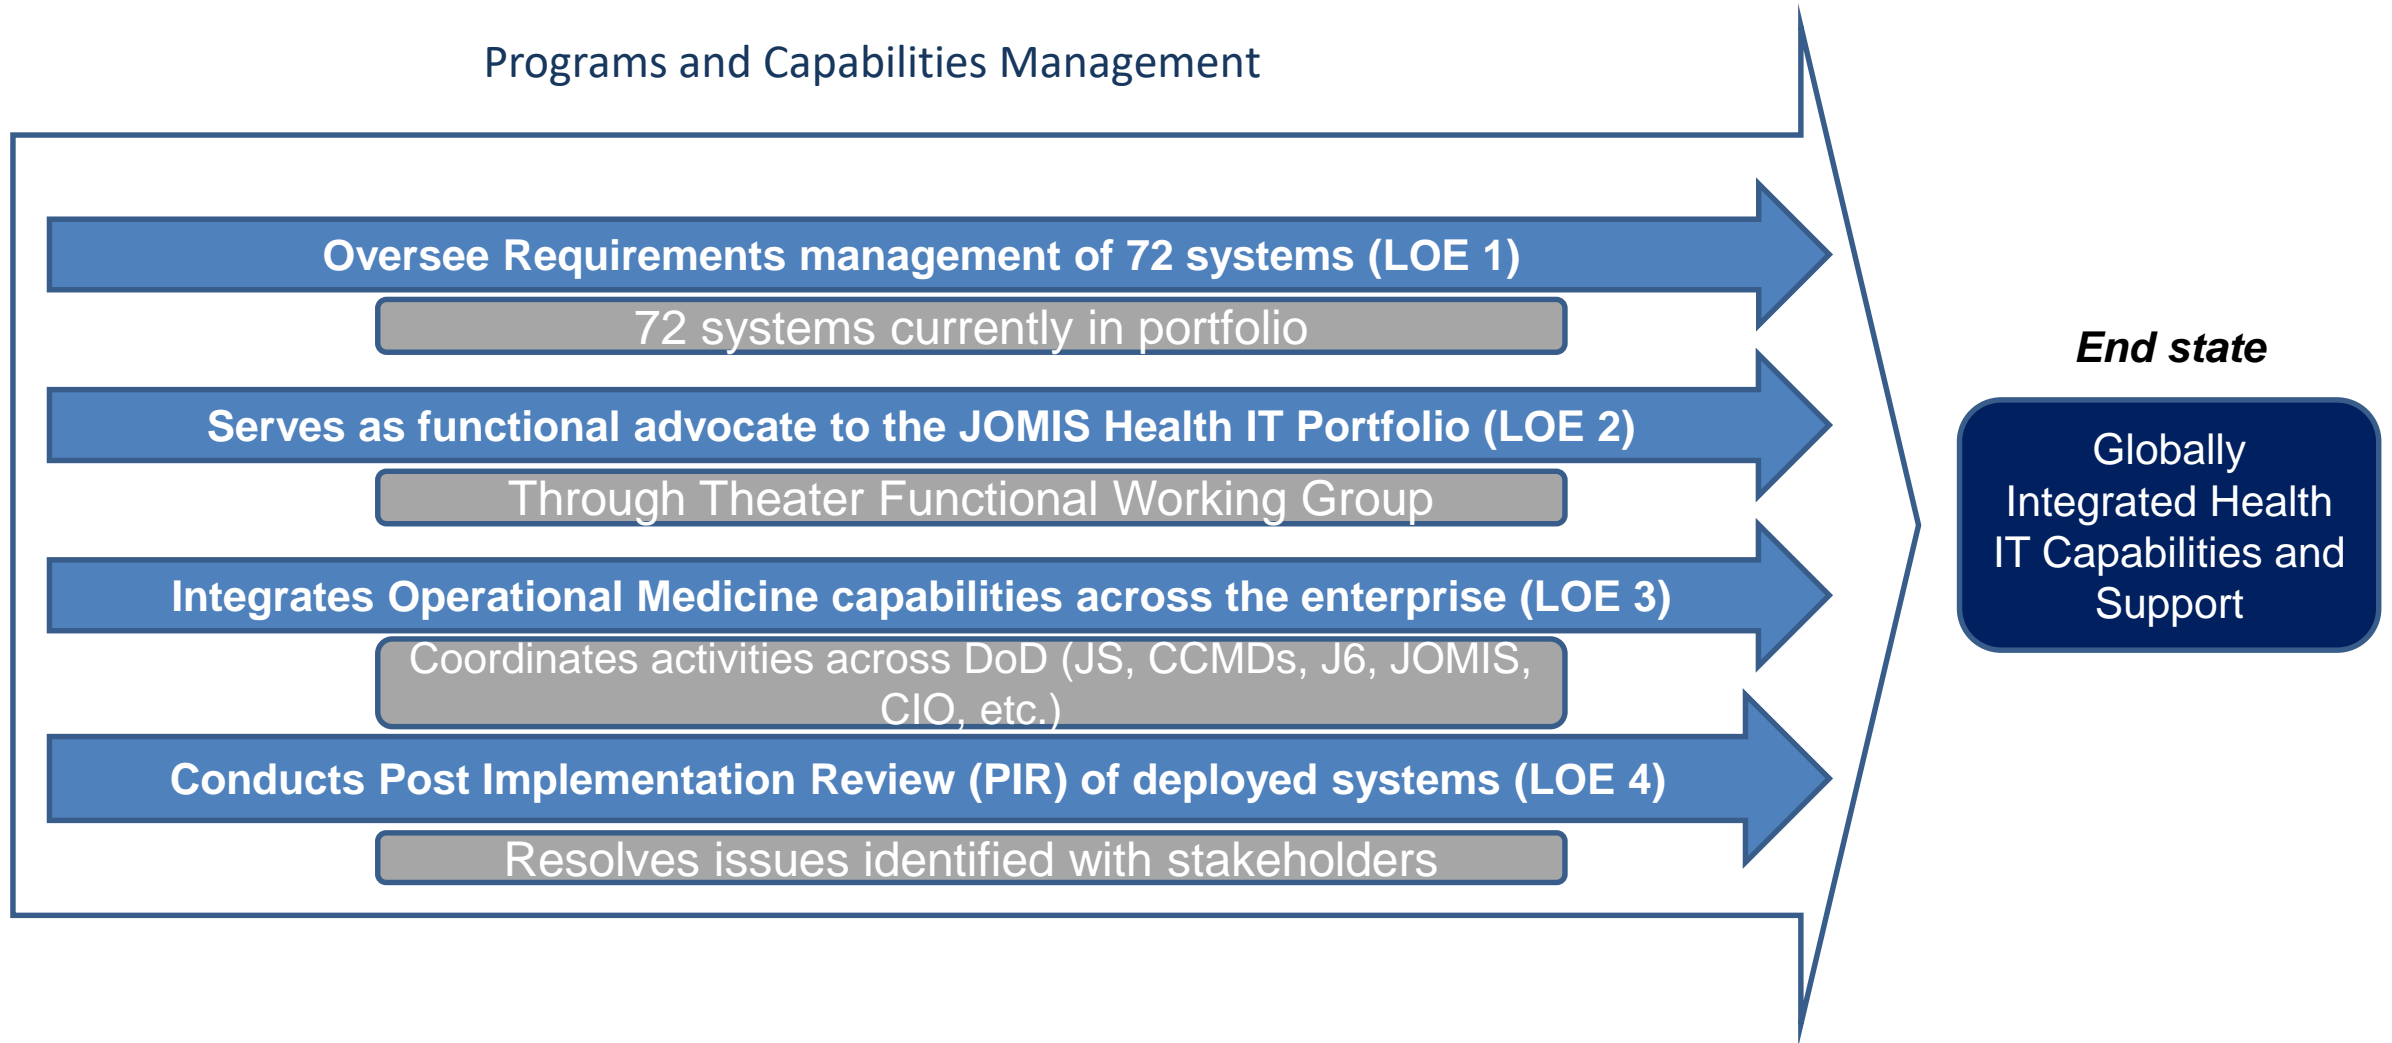 Programs and Capabilities Management
Oversee Requirements management of 72 systems (LOE 1)
72 systems currently in portfolio
Serves as functional advocate to the JOMIS Health IT Portfolio (LOE 2)
Through Theater Functional Working Group
Integrates Operational Medicine capabilities across the enterprise (LOE 3)
Coordinates activities across DoD (JS, CCMDs, J6, JOMIS,
CIO, etc.)
Conducts Post Implementation Review (PIR) of deployed systems (LOE 4)
Resolves issues identified with stakeholders
End state
Globally
Integrated Health
IT Capabilities and
Support